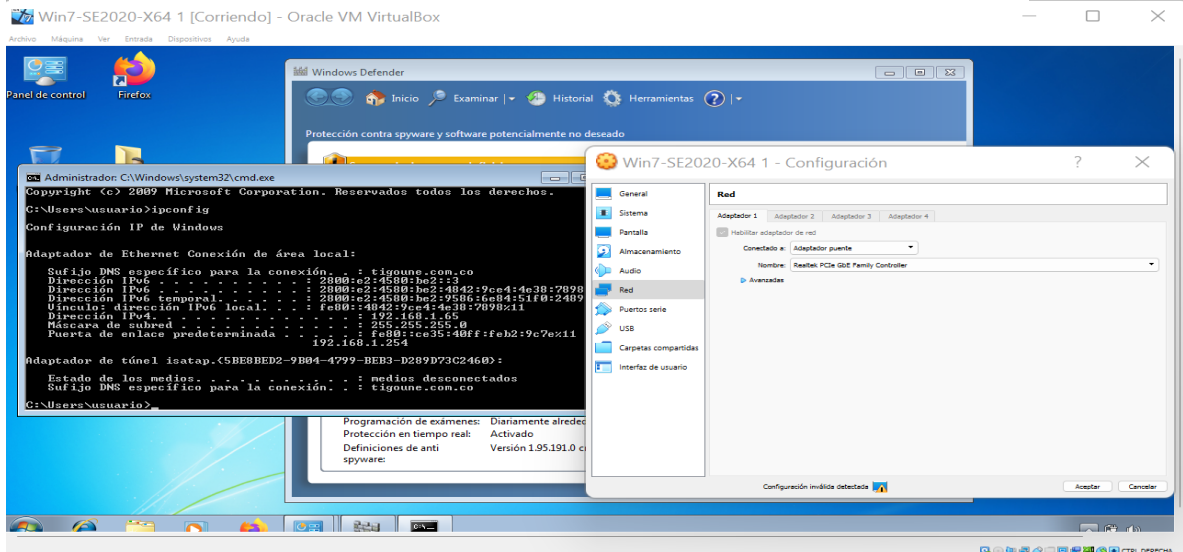 Win7-SE2020-X64 1 [Corriendo] - Oracle VM VirtualBox
Archivo Máquina Ver Entrada Dispositivos Ayuda
Panel de control
Firefox
Windows Defender
Inicio Examinar Historial Herramientas
Protección contra spyware y software potencialmente no deseado
Administrador: C:\Windows\system32\cmd.exe
Copyright (c) 2009 Microsoft Corporation. Reservados todos los derechos.
C:\Users\usuario>ipconfig
Configuración IP de Windows
Adaptador de Ethernet Conexión de área local:
Sufijo DNS específico para la conexión. . : tigoune.com.co
Dirección IPv6 . . . . . . . . . . : 2800:e2:4580:be2::3
Dirección IPv6 . . . . . . . . . . : 2800:e2:4580:be2:4842:9ce4:4e38:7898
Dirección IPv6 temporal. . . . . . : 2800:e2:4580:be2:9586:6e84:51f0:2489
Vínculo: dirección IPv6 local. . . : fe80::4842:9ce4:4e38:7898%11
Dirección IPv4. . . . . . . . . . . . . . : 192.168.1.65
Máscara de subred . . . . . . . . . . . . : 255.255.255.0
Puerta de enlace predeterminada . . . . . : fe80::ce35:40ff:feb2:9c7e%11
192.168.1.254
Adaptador de túnel isatap.{5BE8BED2-9B04-4799-BEB3-D289D73C2460}:
Estado de los medios. . . . . . . . . . . : medios desconectados
Sufijo DNS específico para la conexión. . : tigoune.com.co
C:\Users\usuario>_
Programación de exámenes: Diariamente
Protección en tiempo real: Activado
Definiciones de anti Versión 1.95.191.0
spyware:
Win7-SE2020-X64 1 - Configuración
General
Sistema
Pantalla
Almacenamiento
Audio
Red
Puertos serie
USB
Carpetas compartidas
Interfaz de usuario
Red
Adaptador 1 Adaptador 2 Adaptador 3 Adaptador 4
Habilitar adaptador de red
Conectado a: Adaptador puente
Nombre: Realtek PCIe GbE Family Controller
Avanzadas
Configuración inválida detectada
Aceptar Cancelar
CTRL DERECHA